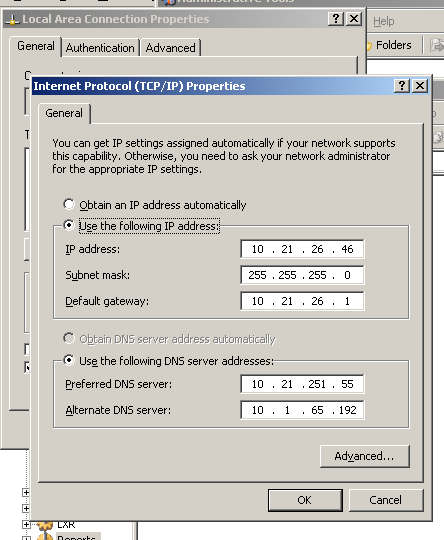 Administrative Tools
Local Area Connection Properties
Help
General Authentication Advanced
Folders
Internet Protocol (TCP/IP) Properties
General
You can get IP settings assigned automatically if your network supports
this capability. Otherwise, you need to ask your network administrator
for the appropriate IP settings.
Obtain an IP address automatically
Use the following IP address:
IP address: 10 . 21 . 26 . 46
Subnet mask: 255 . 255 . 255 . 0
Default gateway: 10 . 21 . 26 . 1
Obtain DNS server address automatically
Use the following DNS server addresses:
Preferred DNS server: 10 . 21 . 251 . 55
Alternate DNS server: 10 . 1 . 65 . 192
Advanced...
OK Cancel
LXR
Reports